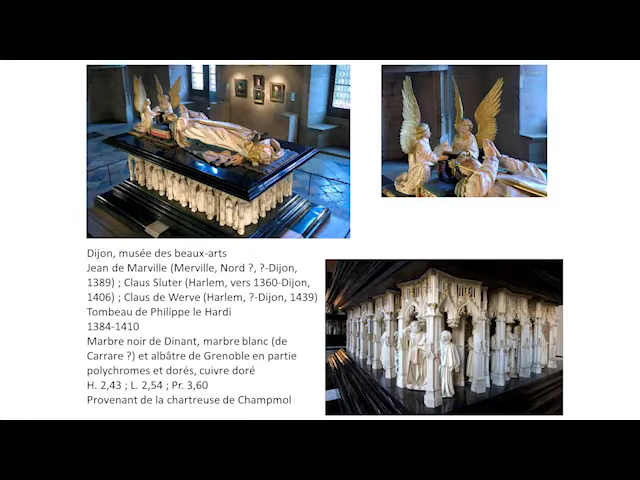 Dijon, musée des beaux-arts
Jean de Marville (Merville, Nord ?, ?-Dijon,
1389) ; Claus Sluter (Harlem, vers 1360-Dijon,
1406) ; Claus de Werve (Harlem, ?-Dijon, 1439)
Tombeau de Philippe le Hardi
1384-1410
Marbre noir de Dinant, marbre blanc (de
Carrare ?) et albâtre de Grenoble en partie
polychromes et dorés, cuivre doré
H. 2,43 ; L. 2,54 ; Pr. 3,60
Provenant de la chartreuse de Champmol